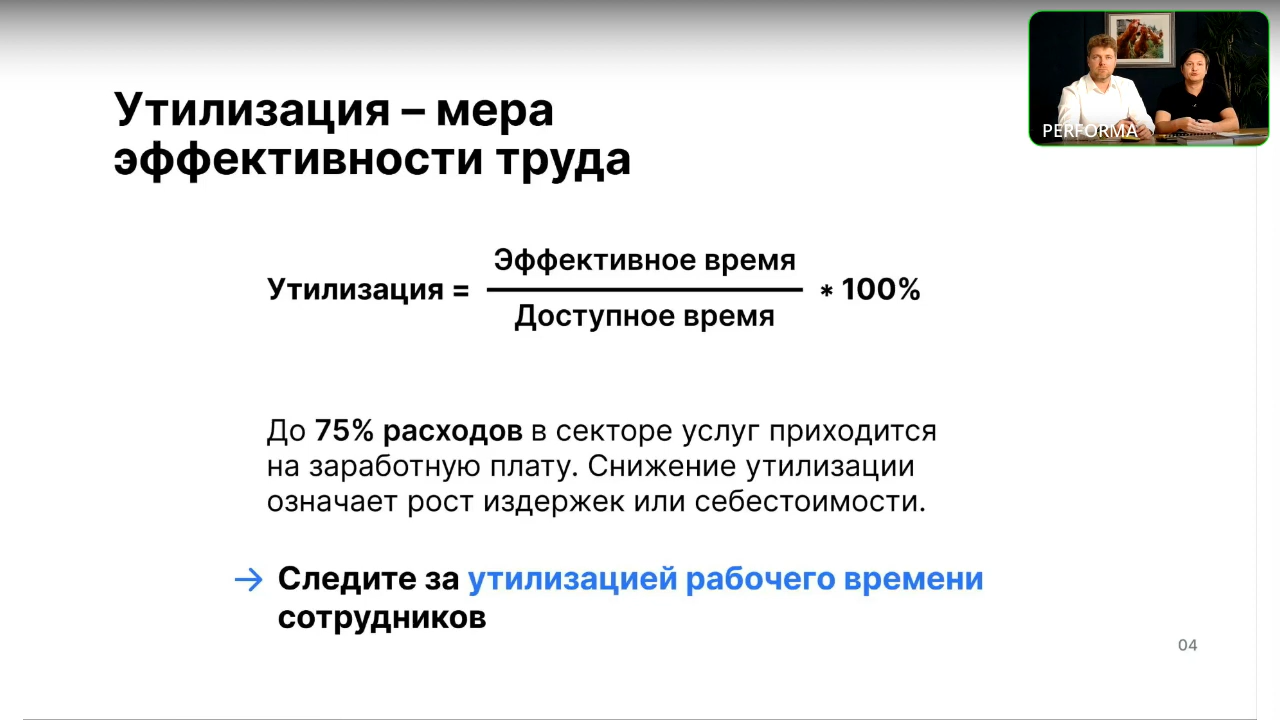 Утилизация – мера
эффективности труда
PERFORMA
Утилизация = Эффективное время / Доступное время * 100%
До 75% расходов в секторе услуг приходится
на заработную плату. Снижение утилизации
означает рост издержек или себестоимости.
→ Следите за утилизацией рабочего времени
сотрудников
04